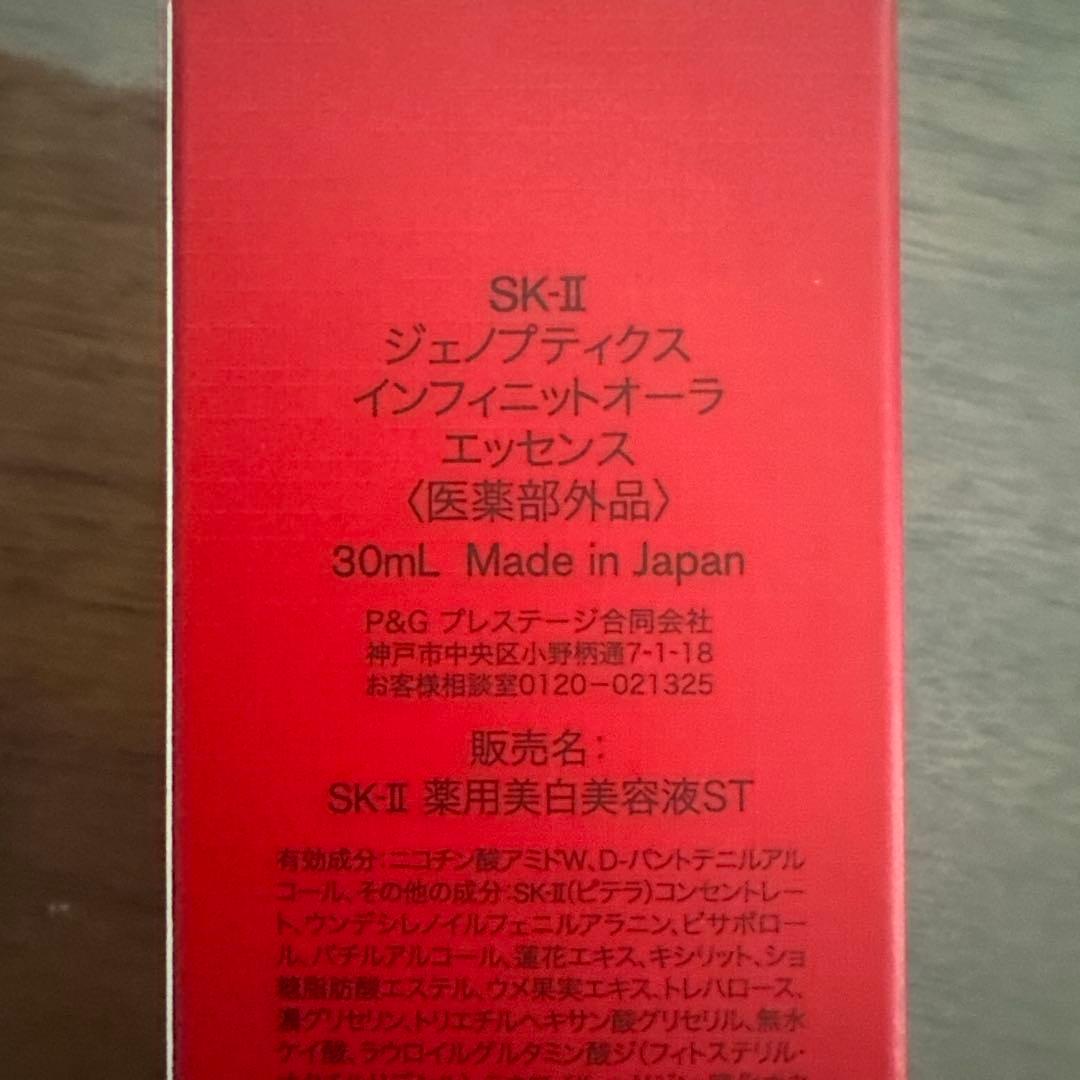 SK-Ⅱ
ジェノプティクス
インフィニットオーラ
エッセンス
〈医薬部外品〉
30mL Made in Japan
P&G プレステージ合同会社
神戸市中央区小野柄通7-1-18
お客様相談室0120-021325
販売名:
SK-Ⅱ 薬用美白美容液ST
有効成分:ニコチン酸アミドW、D-パントテニルアル
コール、その他の成分:SK-Ⅱ(ピテラ)コンセントレー
ト、ウンデシレノイルフェニルアラニン、ビサボロー
ル、バチルアルコール、蓮花エキス、キシリット、ショ
糖脂肪酸エステル、ウメ果実エキス、トレハロース、
濃グリセリン、トリエチルヘキサン酸グリセリル、無水
ケイ酸、ラウロイルグルタミン酸ジ(フィトステリル・